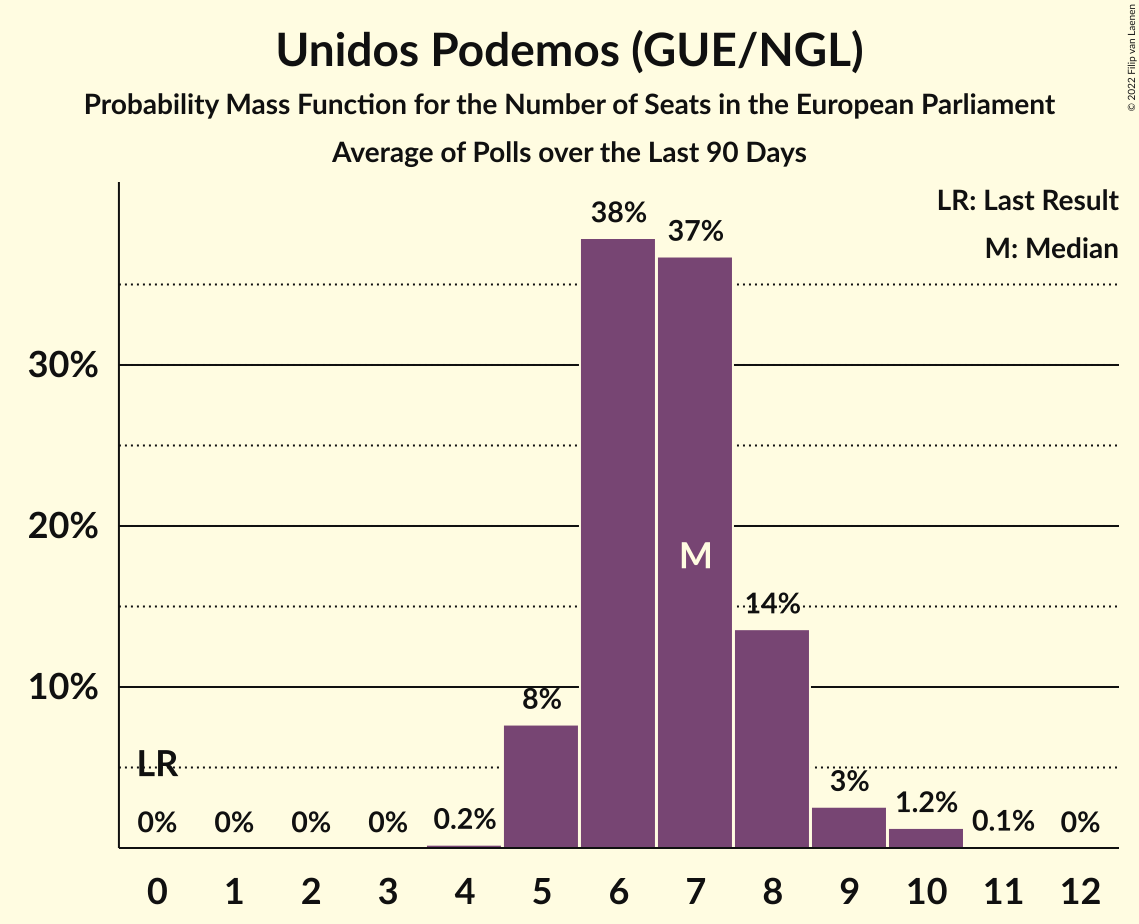 Unidos Podemos (GUE/NGL)
Probability Mass Function for the Number of Seats in the European Parliament
Average of Polls over the Last 90 Days
© 2022 Filip van Laenen
LR: Last Result
M: Median
38%
37%
30%
20%
M
14%
10%
8%
LR
3%
1.2%
0% 0% 0% 0% 0.2% 0.1% 0%
0 1 2 3 4 5 6 7 8 9 10 11 12